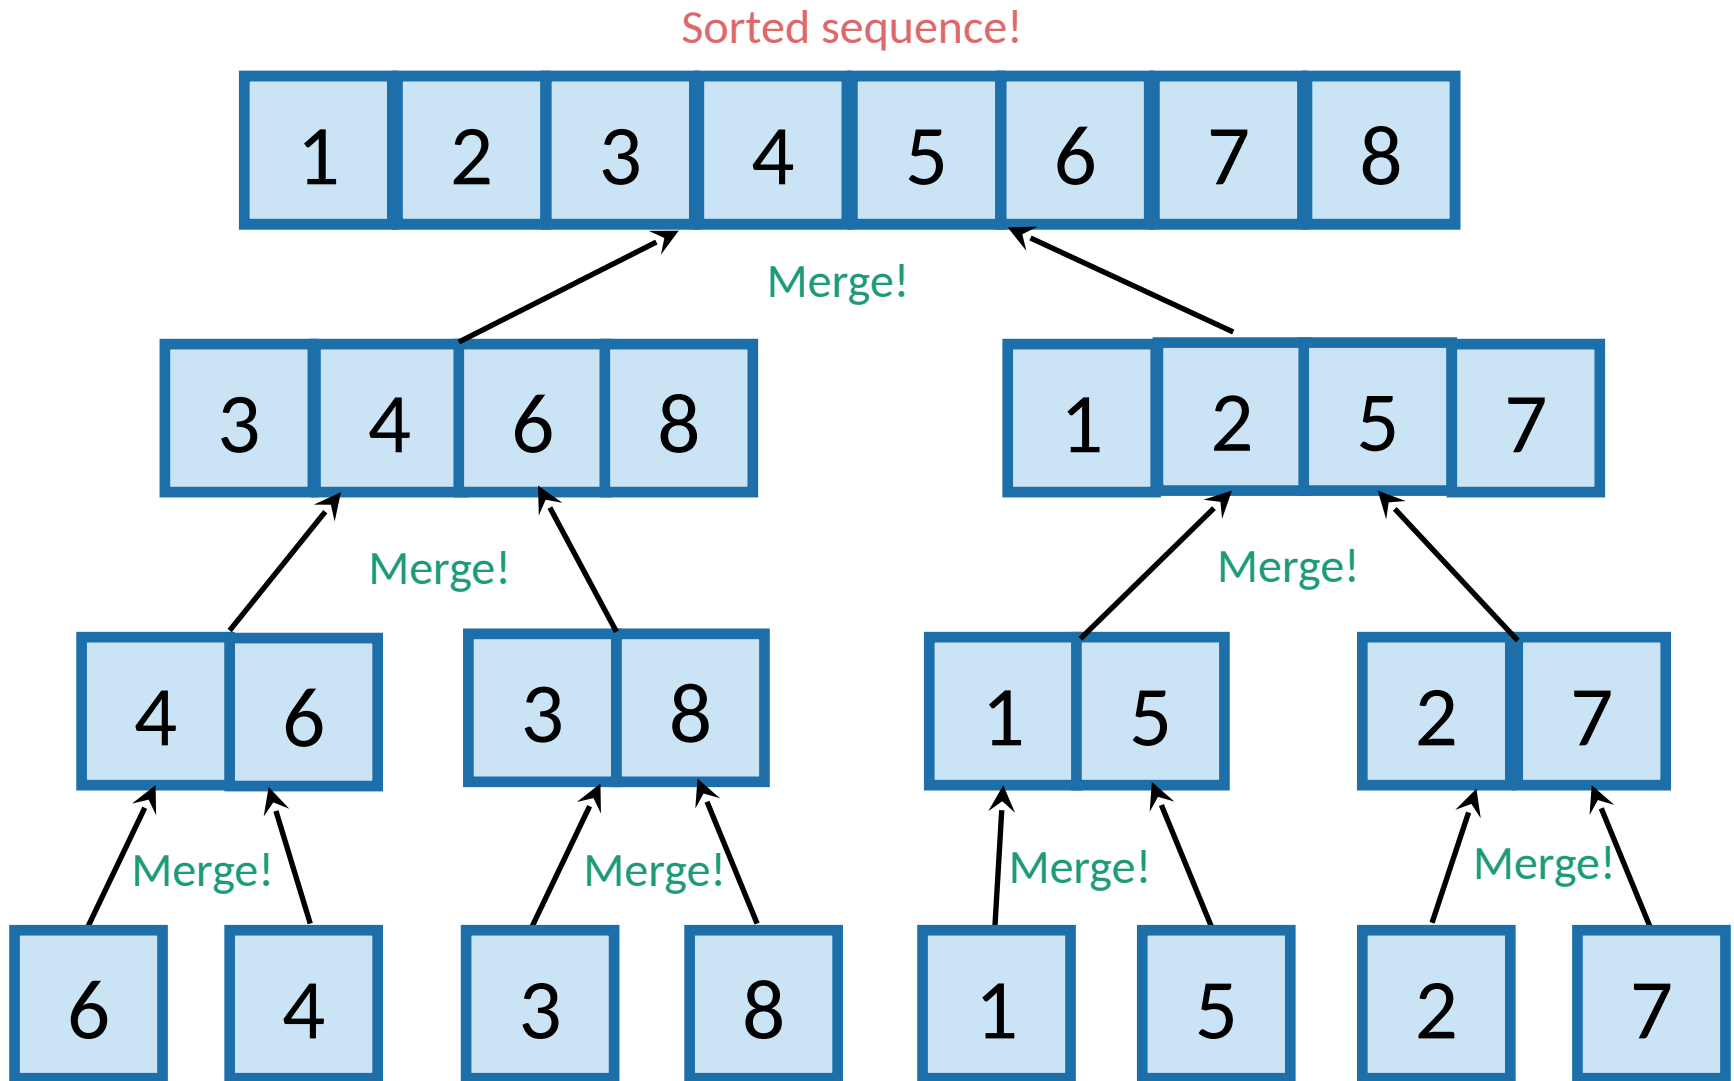 Sorted sequence!
1 2 3 4 5 6 7 8
Merge!
3 4 6 8 1 2 5 7
Merge! Merge!
4 6 3 8 1 5 2 7
Merge! Merge! Merge! Merge!
6 4 3 8 1 5 2 7